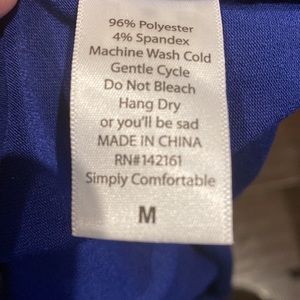 96% Polyester
4% Spandex
Machine Wash Cold
Gentle Cycle
Do Not Bleach
Hang Dry
or you'll be sad
MADE IN CHINA
RN#142161
Simply Comfortable
M